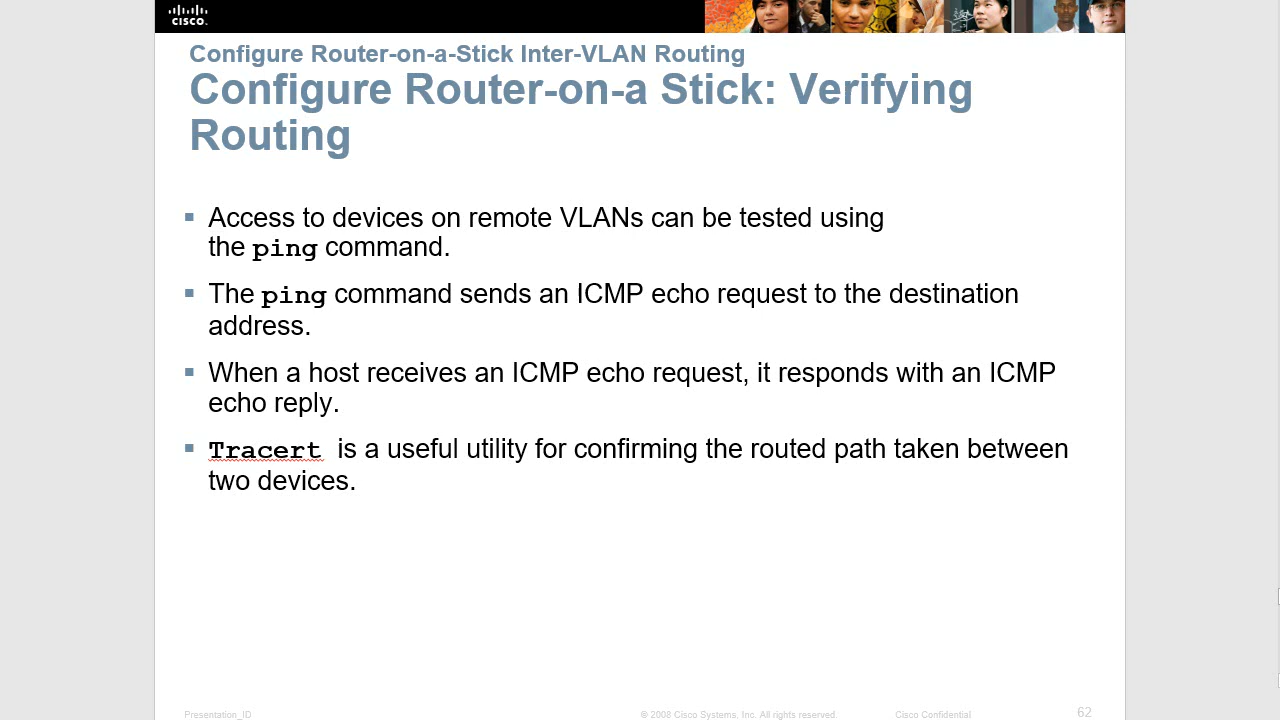 CISCO.
Configure Router-on-a-Stick Inter-VLAN Routing
Configure Router-on-a Stick: Verifying
Routing
Access to devices on remote VLANs can be tested using
the ping command.
The ping command sends an ICMP echo request to the destination
address.
When a host receives an ICMP echo request, it responds with an ICMP
echo reply.
Tracert is a useful utility for confirming the routed path taken between
two devices.
Presentation_ID © 2008 Cisco Systems, Inc. All rights reserved. Cisco Confidential 62